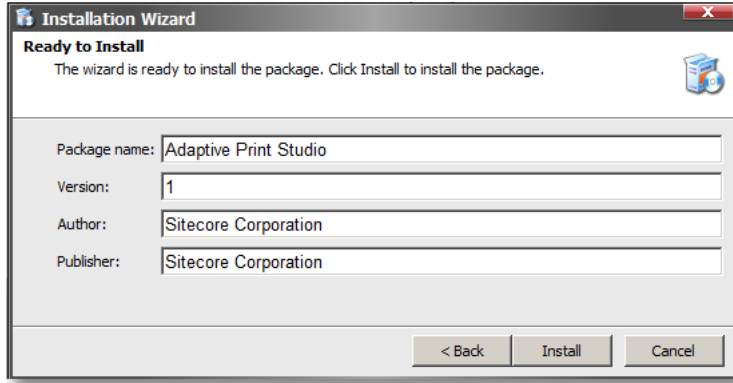 Installation Wizard
Ready to Install
The wizard is ready to install the package. Click Install to install the package.
Package name: Adaptive Print Studio
Version: 1
Author: Sitecore Corporation
Publisher: Sitecore Corporation
< Back Install Cancel